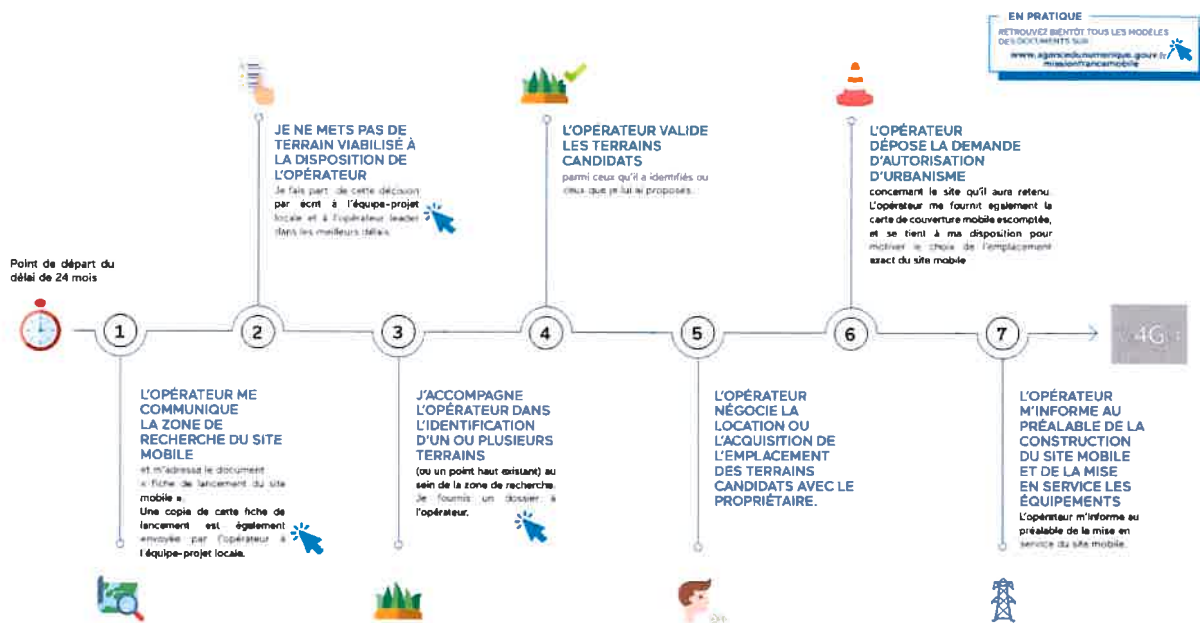 EN PRATIQUE
RETROUVEZ BIENTÔT TOUS LES MODÈLES
DES DOCUMENTS SUR
www.agencedunumerique.gouv.fr/
missionfrancemobile
JE NE METS PAS DE
TERRAIN VIABILISÉ À
LA DISPOSITION DE
L'OPÉRATEUR
Je fais part de cette décision
par écrit à l'équipe-projet
locale et à l'opérateur leader
dans les meilleurs délais.
L'OPÉRATEUR VALIDE
LES TERRAINS
CANDIDATS
parmi ceux qu'il a identifiés ou
ceux que je lui ai proposés.
L'OPÉRATEUR
DÉPOSE LA DEMANDE
D'AUTORISATION
D'URBANISME
concernant le site qu'il aura retenu.
L'opérateur me fournit également la
carte de couverture mobile escomptée,
et se tient à ma disposition pour
motiver le choix de l'emplacement
exact du site mobile
Point de départ du
délai de 24 mois
1
2
3
4
5
6
7
4G
L'OPÉRATEUR ME
COMMUNIQUE
LA ZONE DE
RECHERCHE DU SITE
MOBILE
et m'adresse le document
« fiche de lancement du site
mobile ».
Une copie de cette fiche de
lancement est également
envoyée par l'opérateur à
l'équipe-projet locale.
J'ACCOMPAGNE
L'OPÉRATEUR DANS
L'IDENTIFICATION
D'UN OU PLUSIEURS
TERRAINS
(ou un point haut existant) au
sein de la zone de recherche.
Je fournis un dossier à
l'opérateur.
L'OPÉRATEUR
NÉGOCIE LA
LOCATION OU
L'ACQUISITION DE
L'EMPLACEMENT
DES TERRAINS
CANDIDATS AVEC LE
PROPRIÉTAIRE.
L'OPÉRATEUR
M'INFORME AU
PRÉALABLE DE LA
CONSTRUCTION
DU SITE MOBILE
ET DE LA MISE
EN SERVICE LES
ÉQUIPEMENTS
L'opérateur m'informe au
préalable de la mise en
service du site mobile.